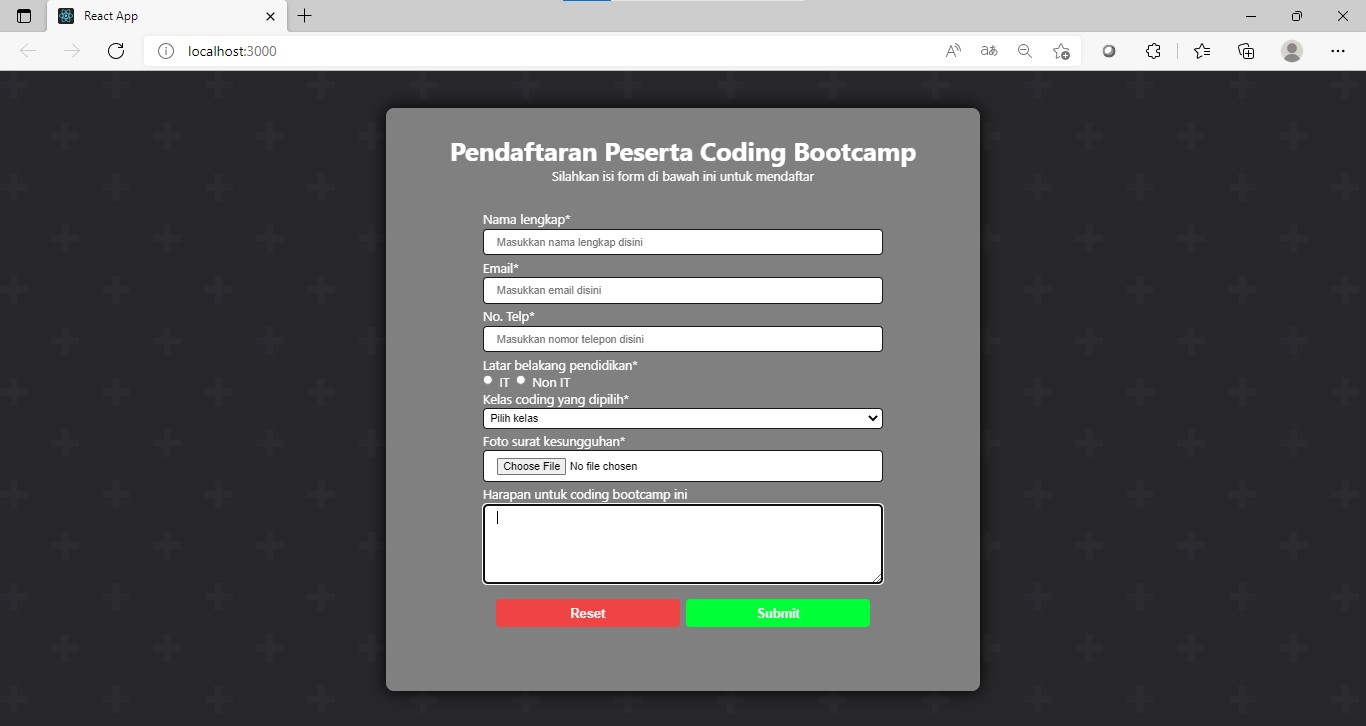 React App
localhost:3000
Pendaftaran Peserta Coding Bootcamp
Silahkan isi form di bawah ini untuk mendaftar
Nama lengkap*
Masukkan nama lengkap disini
Email*
Masukkan email disini
No. Telp*
Masukkan nomor telepon disini
Latar belakang pendidikan*
IT Non IT
Kelas coding yang dipilih*
Pilih kelas
Foto surat kesungguhan*
Choose File No file chosen
Harapan untuk coding bootcamp ini
Reset Submit